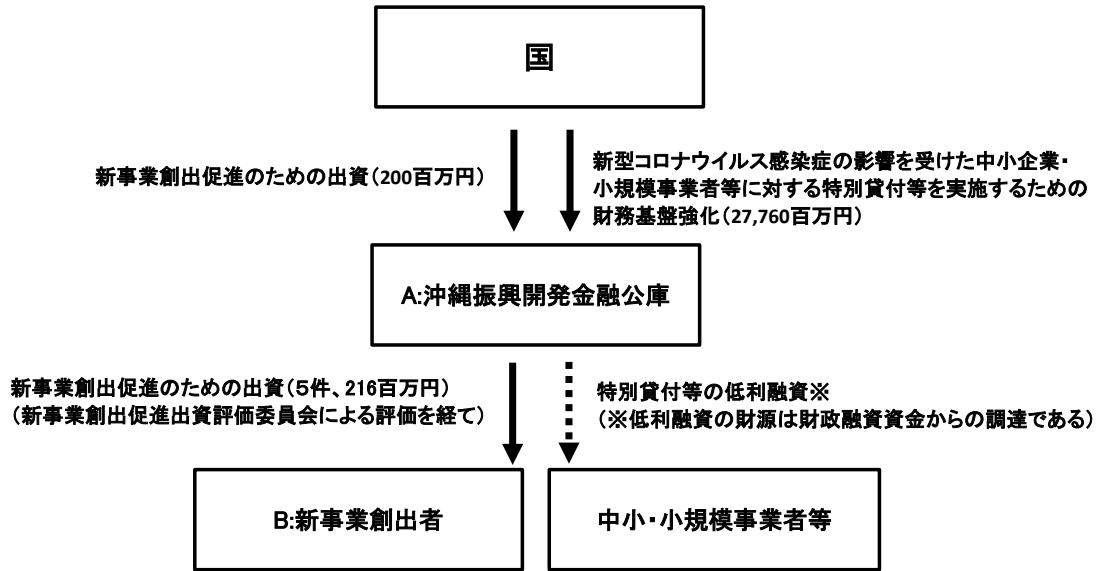 国
新事業創出促進のための出資(200百万円)
新型コロナウイルス感染症の影響を受けた中小企業・
小規模事業者等に対する特別貸付等を実施するための
財務基盤強化(27,760百万円)
A:沖縄振興開発金融公庫
新事業創出促進のための出資(５件、216百万円)
(新事業創出促進出資評価委員会による評価を経て)
特別貸付等の低利融資※
(※低利融資の財源は財政融資資金からの調達である)
B:新事業創出者
中小・小規模事業者等